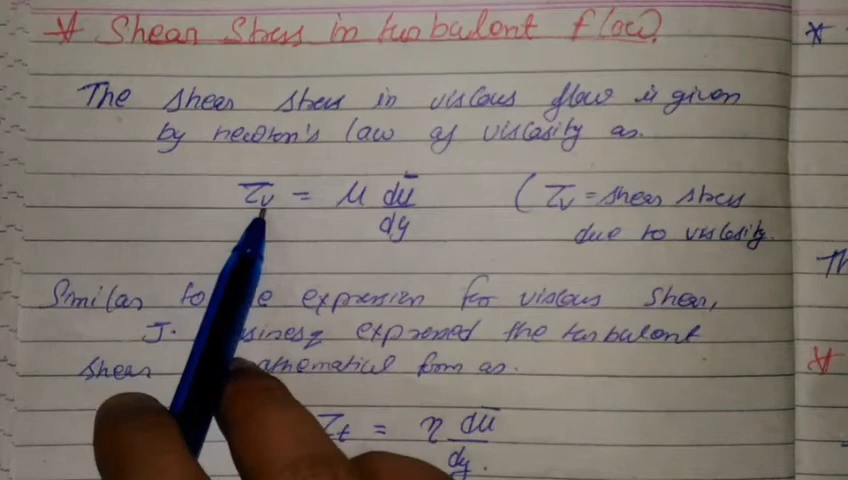 * Shear Stress in turbulent flow.
The shear stress in viscous flow is given
by newton's law of viscosity as.
τv = μ dū/dy (τv = shear stress
due to viscosity.
Similar to expression for viscous shear,
J. expressed the turbulent
shear form as.
τt = η dū/dy.
*
Th
*